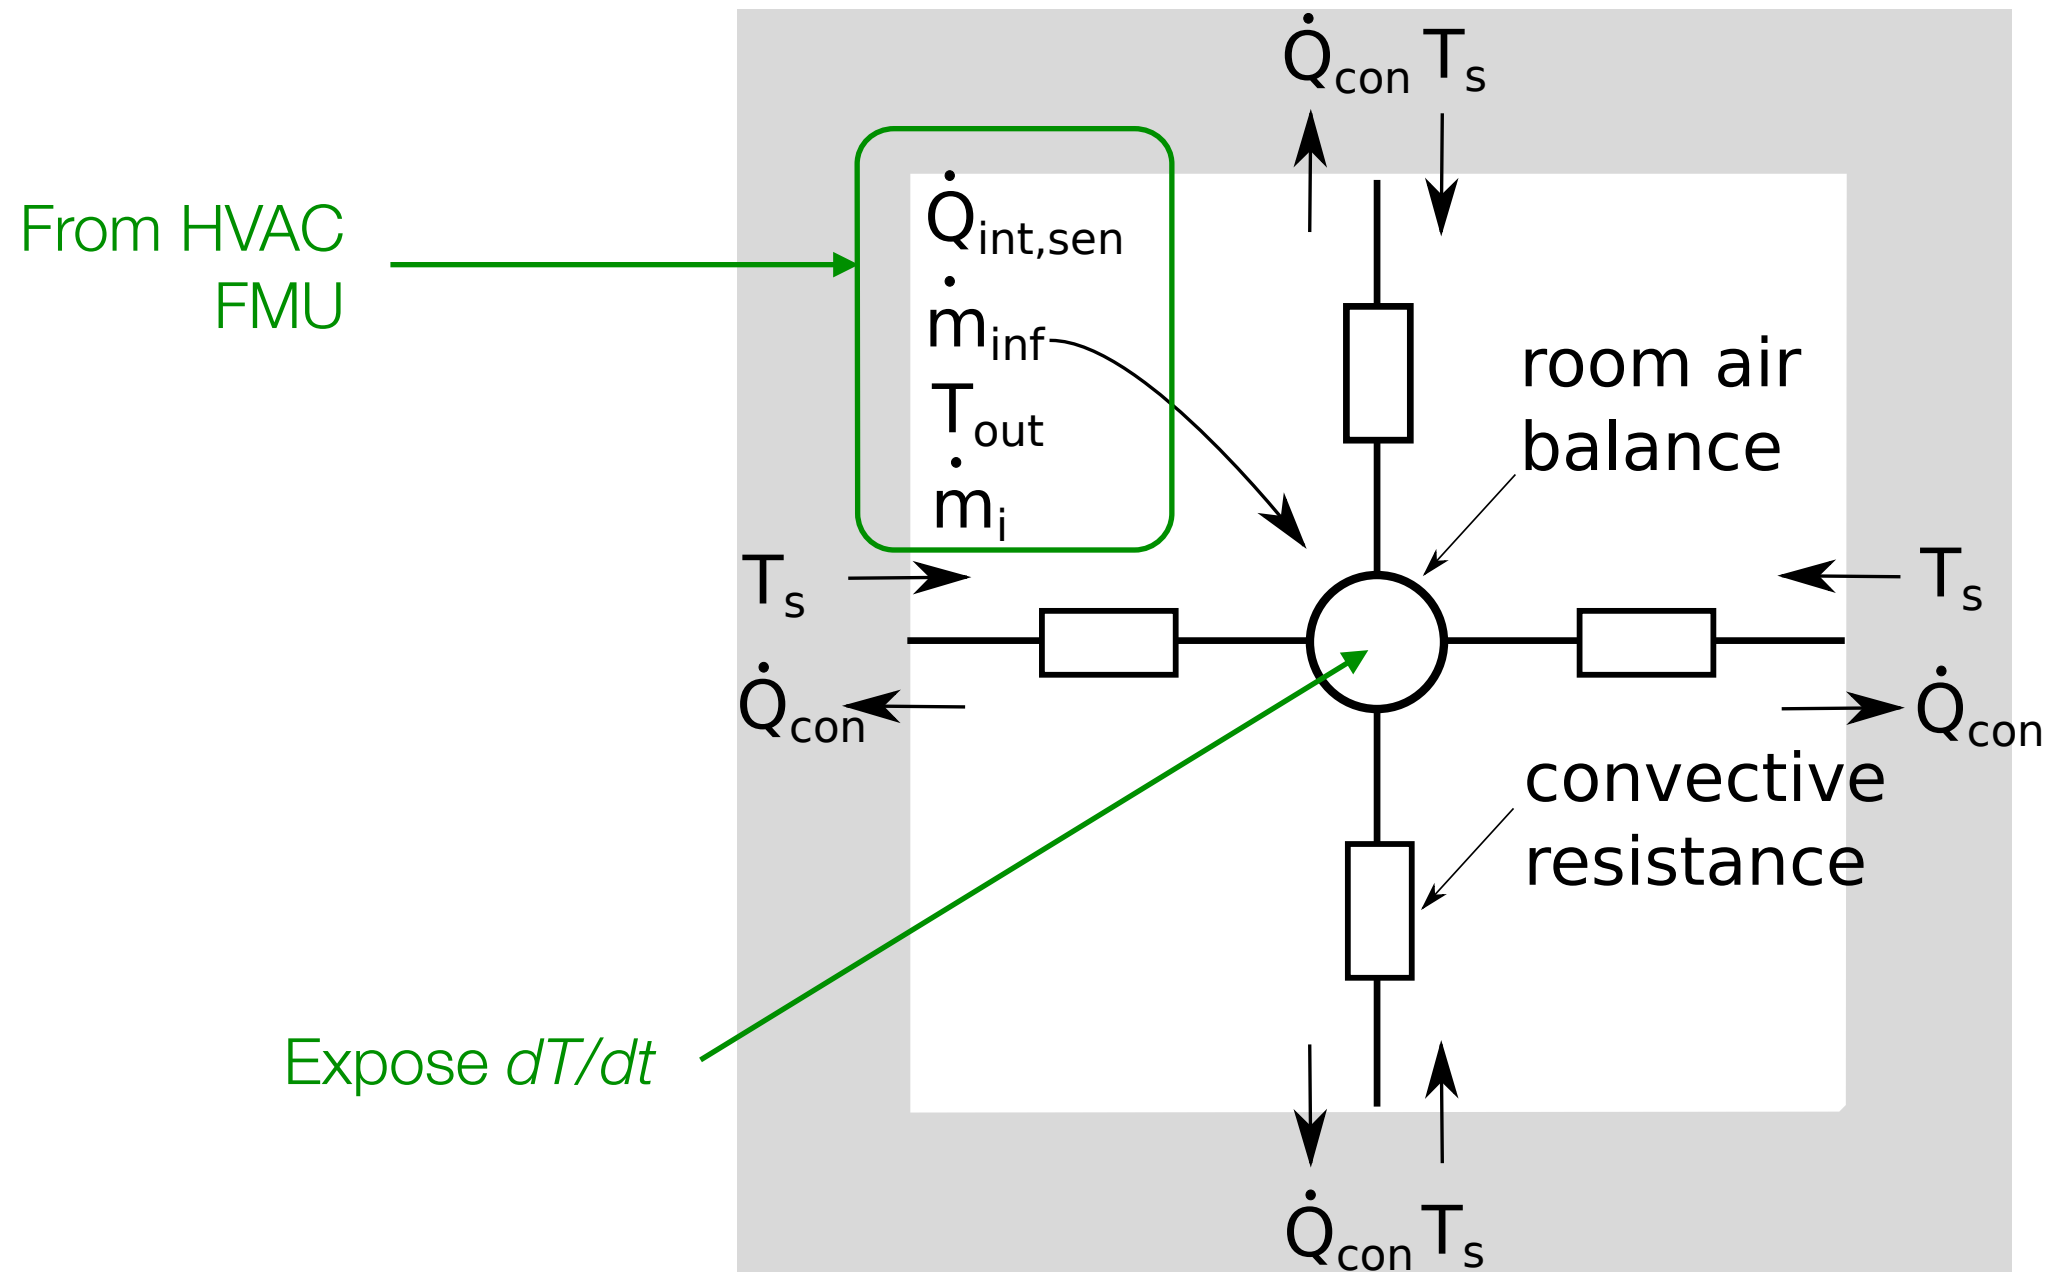 Q̇con Ts
From HVAC
FMU
Q̇int,sen
ṁinf
Tout
ṁi
room air
balance
Ts
Ts
Q̇con
Q̇con
convective
resistance
Expose dT/dt
Q̇con Ts